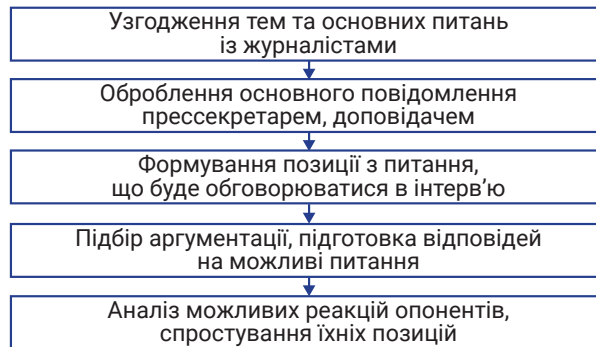 Узгодження тем та основних питань
із журналістами
Оброблення основного повідомлення
прессекретарем, доповідачем
Формування позиції з питання,
що буде обговорюватися в інтерв’ю
Підбір аргументації, підготовка відповідей
на можливі питання
Аналіз можливих реакцій опонентів,
спростування їхніх позицій